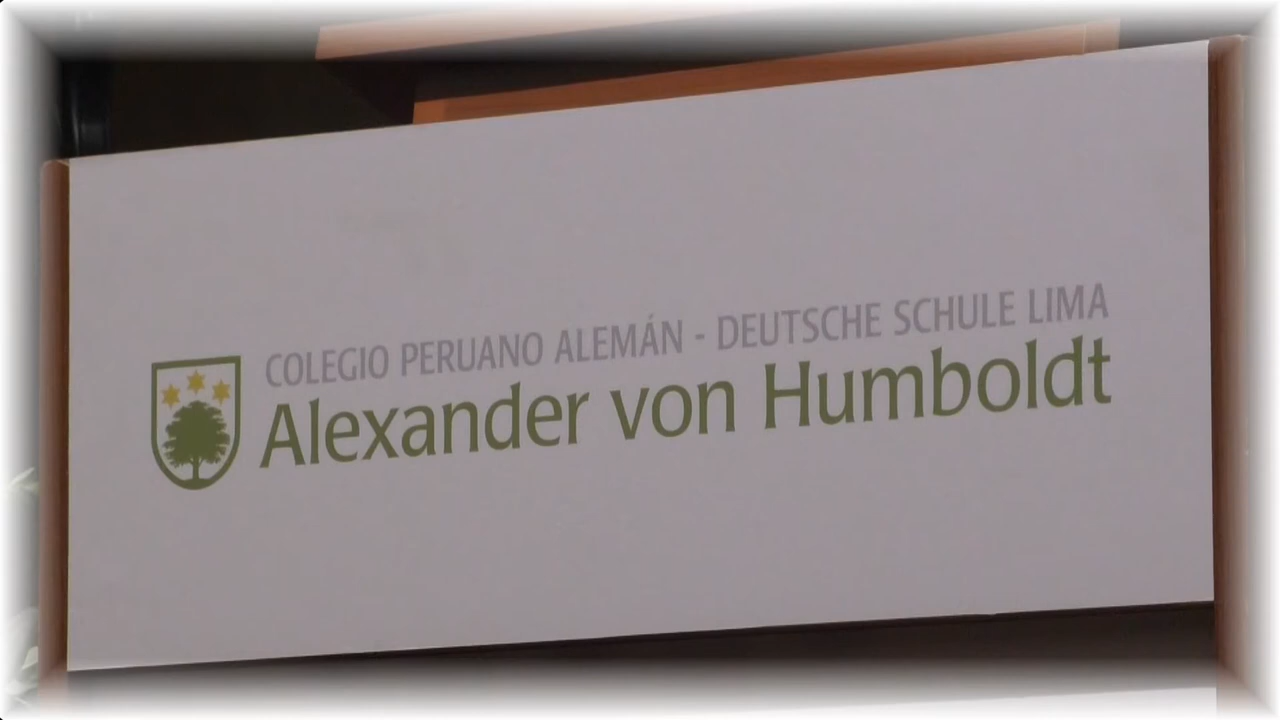 COLEGIO PERUANO ALEMÁN - DEUTSCHE SCHULE LIMA
Alexander von Humboldt